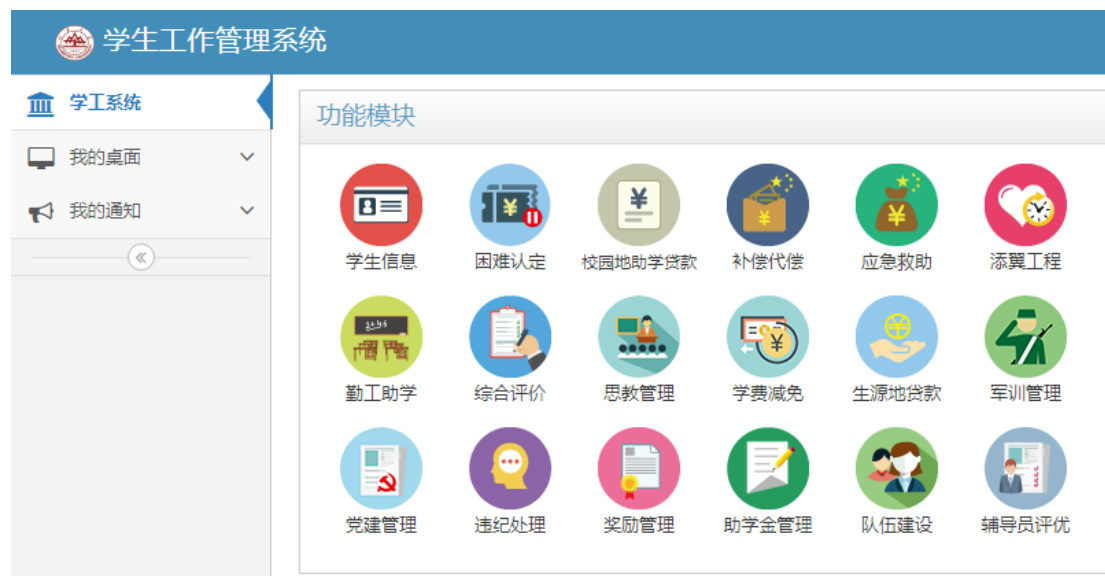 学生工作管理系统
学工系统
我的桌面
我的通知
功能模块
学生信息
困难认定
校园地助学贷款
补偿代偿
应急救助
添翼工程
勤工助学
综合评价
思教管理
学费减免
生源地贷款
军训管理
党建管理
违纪处理
奖励管理
助学金管理
队伍建设
辅导员评优